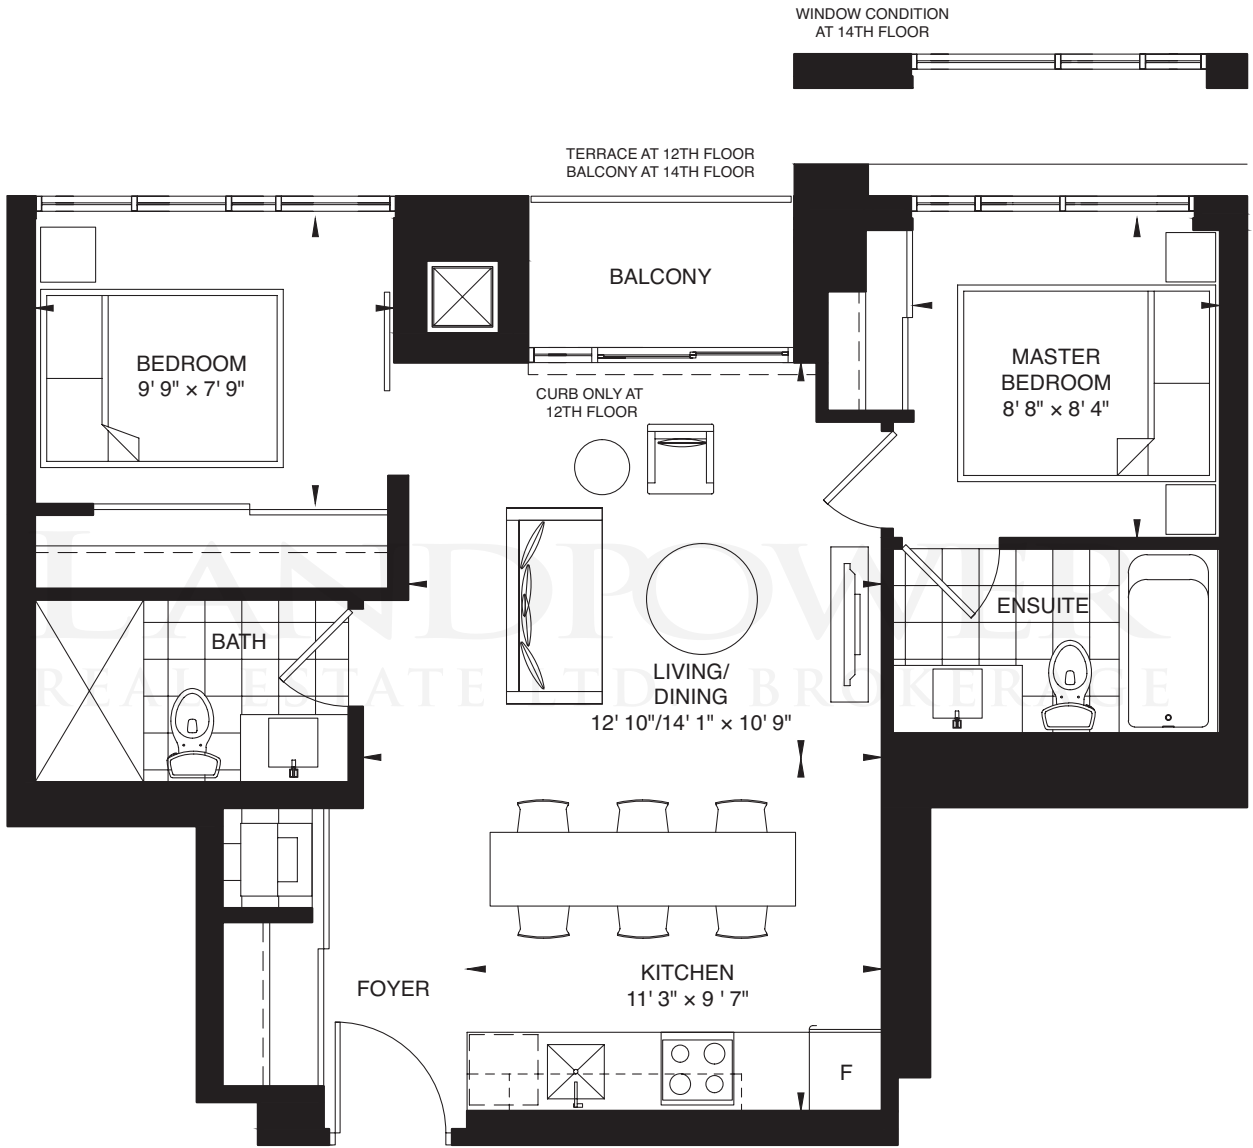 WINDOW CONDITION
AT 14TH FLOOR
TERRACE AT 12TH FLOOR
BALCONY AT 14TH FLOOR
BALCONY
BEDROOM
9' 9" × 7' 9"
MASTER
BEDROOM
8' 8" × 8' 4"
CURB ONLY AT
12TH FLOOR
LANDPOWER
REAL ESTATE LTD. BROKERAGE
BATH
ENSUITE
LIVING/
DINING
12' 10"/14' 1" × 10' 9"
KITCHEN
11' 3" × 9 ' 7"
FOYER
F